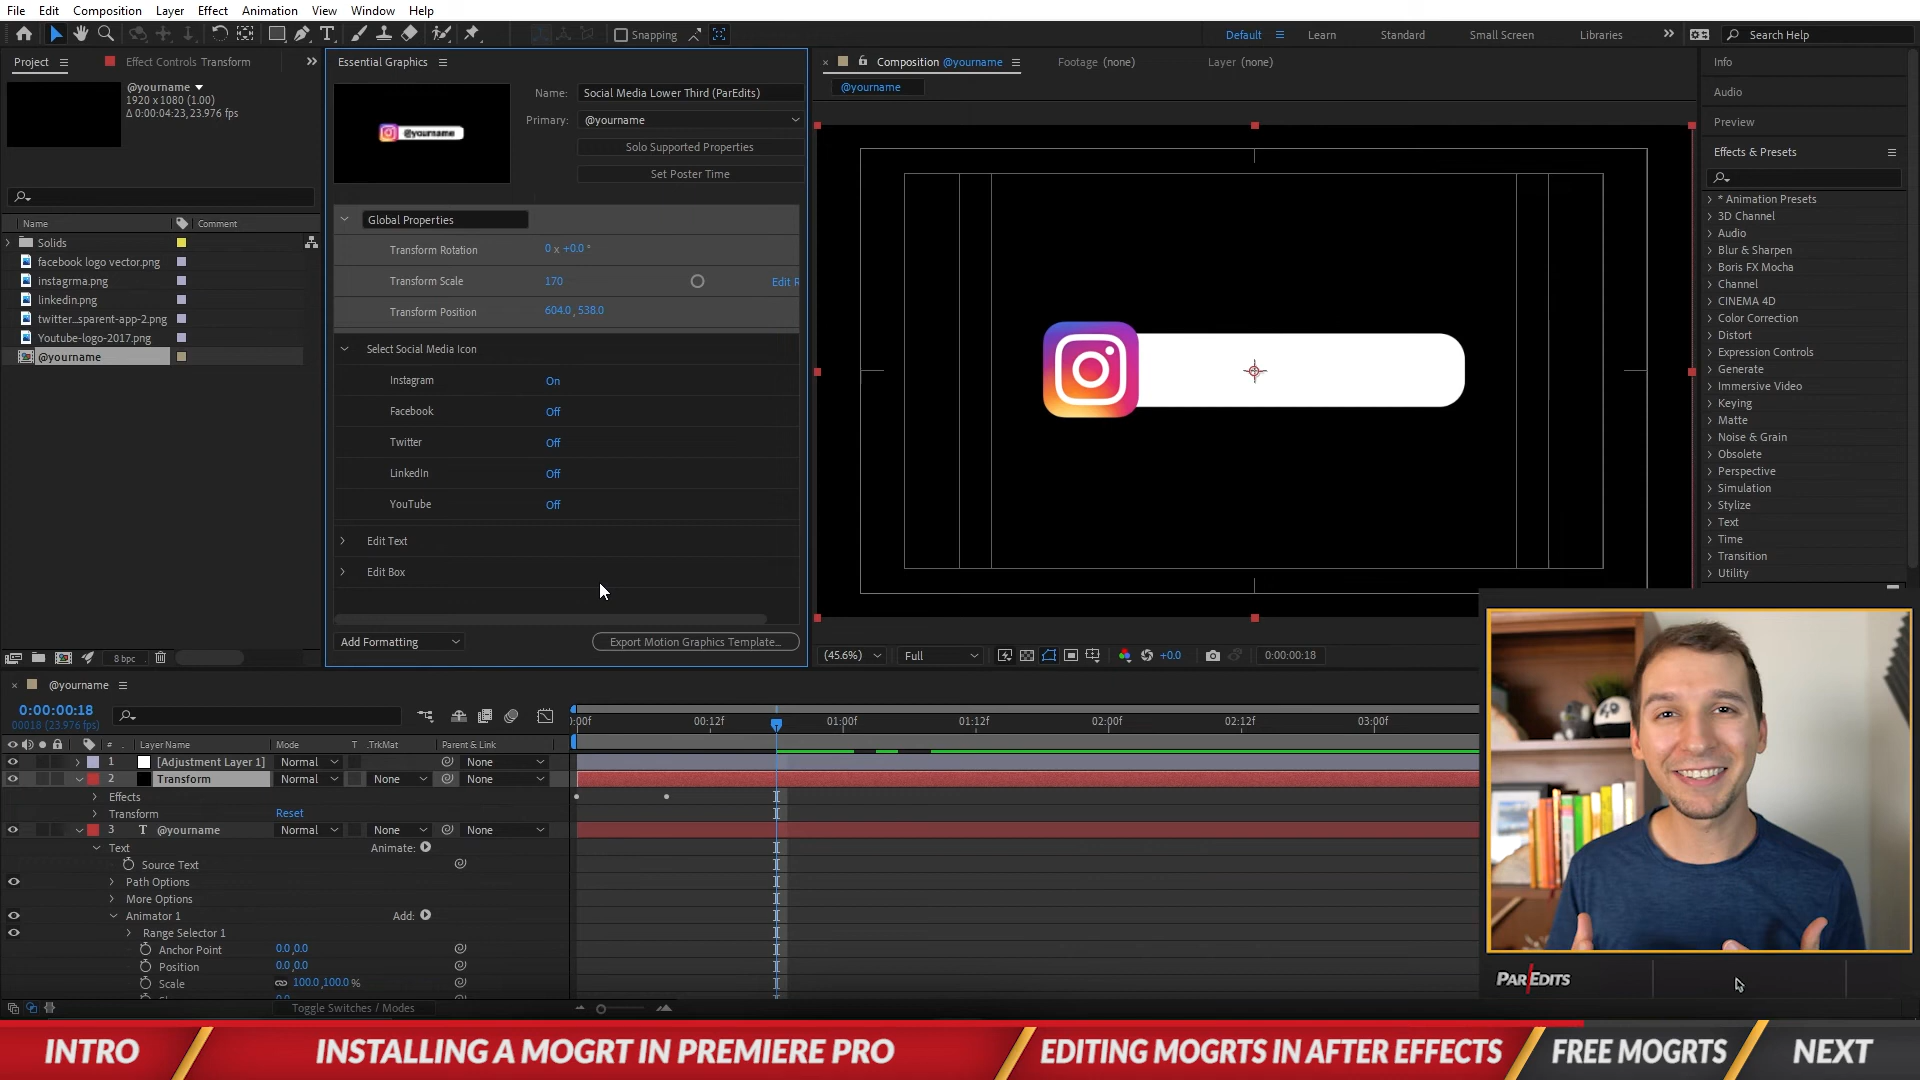 File Edit Composition Layer Effect Animation View Window Help
Snapping
Default Learn Standard Small Screen Libraries Search Help
Project Effect Controls Transform
@yourname
1920 x 1080 (1.00)
Δ 0:00:04:23, 23.976 fps)
Name Comment
Solids
facebook logo vector.png
instagrma.png
linkedin.png
twitter...sparent-app-2.png
Youtube-logo-2017.png
@yourname
8 bpc
Essential Graphics
@yourname
Name: Social Media Lower Third (ParEdits)
Primary: @yourname
Solo Supported Properties
Set Poster Time
Global Properties
Transform Rotation 0 x +0.0 °
Transform Scale 170 Edit R
Transform Position 604.0, 538.0
Select Social Media Icon
Instagram On
Facebook Off
Twitter Off
LinkedIn Off
YouTube Off
Edit Text
Edit Box
Add Formatting Export Motion Graphics Template...
Composition @yourname Footage (none) Layer (none)
@yourname
(45.6%) Full +0.0 0:00:00:18
Info
Audio
Preview
Effects & Presets
* Animation Presets
3D Channel
Audio
Blur & Sharpen
Boris FX Mocha
Channel
CINEMA 4D
Color Correction
Distort
Expression Controls
Generate
Immersive Video
Keying
Matte
Noise & Grain
Obsolete
Perspective
Simulation
Stylize
Text
Time
Transition
Utility
@yourname
0:00:00:18
00018 (23.976 fps)
:00f 00:12f 01:00f 01:12f 02:00f 02:12f 03:00f
# Layer Name Mode T .TrkMat Parent & Link
1 [Adjustment Layer 1] Normal None
2 Transform Normal None None
Effects
Transform Reset
3 T @yourname Normal None None
Text Animate:
Source Text
Path Options
More Options
Animator 1 Add:
Range Selector 1
Anchor Point 0.0,0.0
Position 0.0,0.0
Scale 100.0,100.0 %
Toggle Switches / Modes
PAREDITS
INTRO INSTALLING A MOGRT IN PREMIERE PRO EDITING MOGRTS IN AFTER EFFECTS FREE MOGRTS NEXT